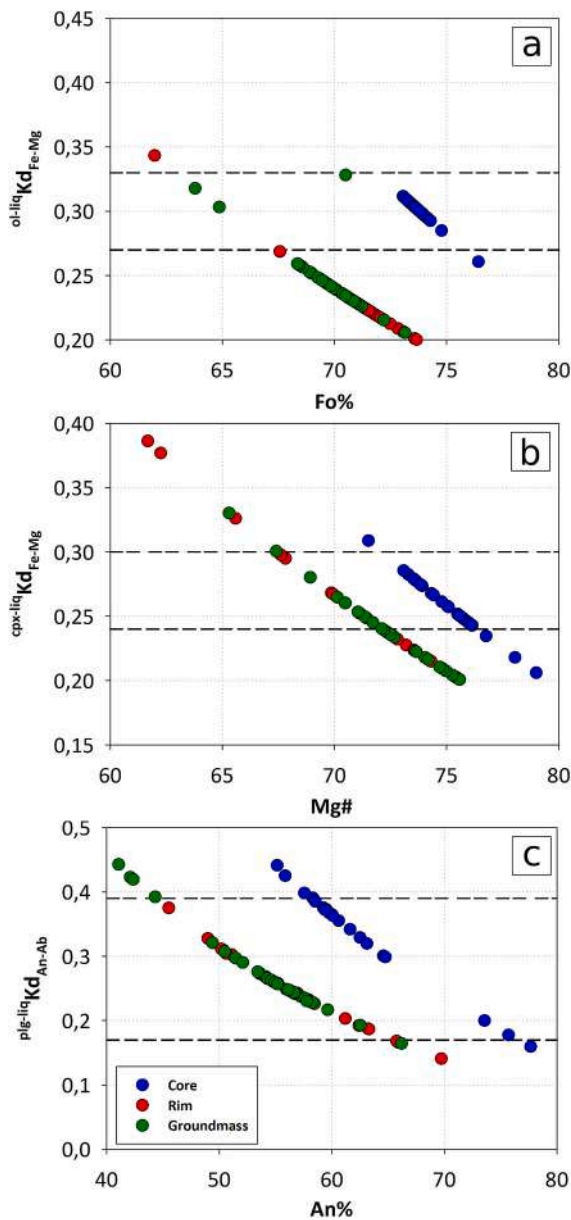 a
0,45
0,40
0,35
0,30
0,25
0,20
ol-liqKdFe-Mg
60 65 70 75 80
Fo%
b
0,40
0,35
0,30
0,25
0,20
0,15
cpx-liqKdFe-Mg
60 65 70 75 80
Mg#
c
0,5
0,4
0,3
0,2
0,1
0,0
plg-liqKdAn-Ab
Core
Rim
Groundmass
40 50 60 70 80
An%